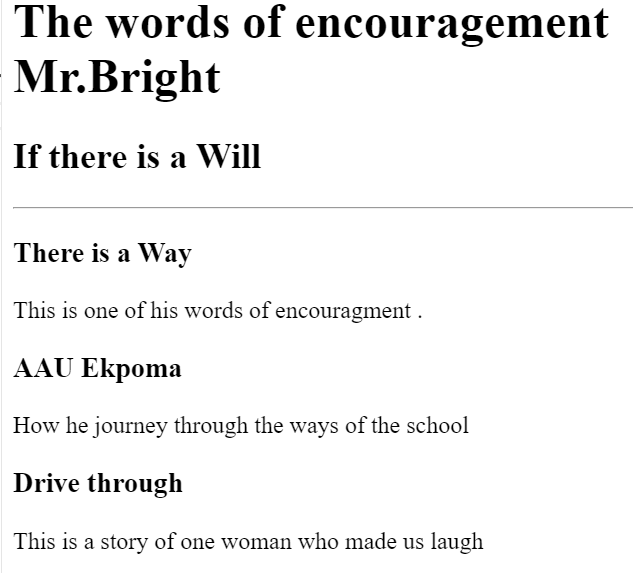 The words of encouragement
Mr.Bright
If there is a Will
There is a Way
This is one of his words of encouragment .
AAU Ekpoma
How he journey through the ways of the school
Drive through
This is a story of one woman who made us laugh